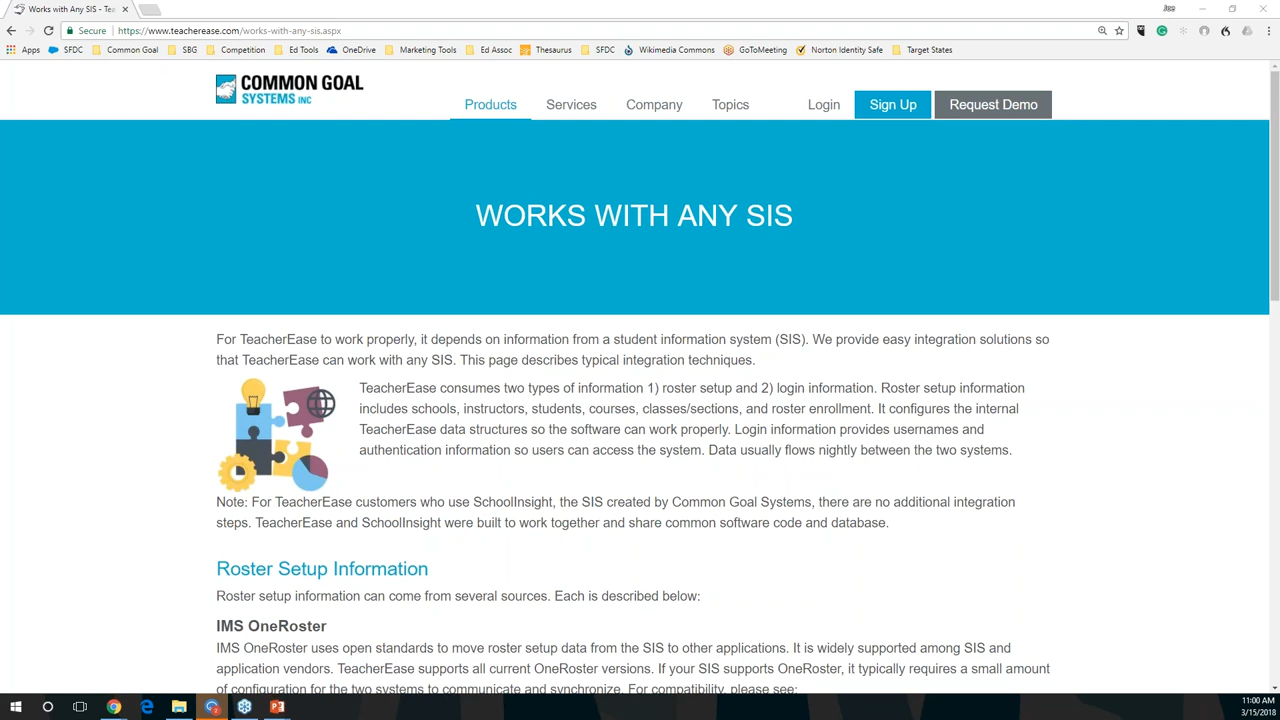 Works with Any SIS - Tea
Secure
https://www.teacherease.com/works-with-any-sis.aspx
Apps SFDC Common Goal SBG Competition Ed Tools OneDrive Marketing Tools Ed Assoc Thesaurus SFDC Wikimedia Commons GoToMeeting Norton Identity Safe Target States
COMMON GOAL
SYSTEMS INC
Products Services Company Topics Login Sign Up Request Demo
WORKS WITH ANY SIS
For TeacherEase to work properly, it depends on information from a student information system (SIS). We provide easy integration solutions so
that TeacherEase can work with any SIS. This page describes typical integration techniques.
TeacherEase consumes two types of information 1) roster setup and 2) login information. Roster setup information
includes schools, instructors, students, courses, classes/sections, and roster enrollment. It configures the internal
TeacherEase data structures so the software can work properly. Login information provides usernames and
authentication information so users can access the system. Data usually flows nightly between the two systems.
Note: For TeacherEase customers who use SchoolInsight, the SIS created by Common Goal Systems, there are no additional integration
steps. TeacherEase and SchoolInsight were built to work together and share common software code and database.
Roster Setup Information
Roster setup information can come from several sources. Each is described below:
IMS OneRoster
IMS OneRoster uses open standards to move roster setup data from the SIS to other applications. It is widely supported among SIS and
application vendors. TeacherEase supports all current OneRoster versions. If your SIS supports OneRoster, it typically requires a small amount
of configuration for the two systems to communicate and synchronize. For compatibility, please see:
11:00 AM
3/15/2018